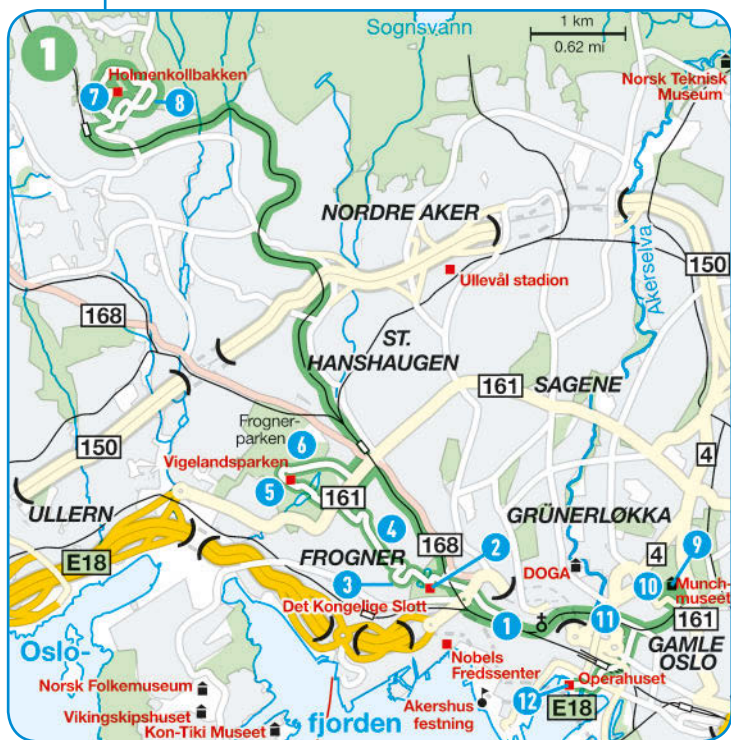 1
Sognsvann
1 km
0.62 mi
Holmenkollbakken
7
8
Norsk Teknisk
Museum
NORDRE AKER
Akerselva
150
Ullevål stadion
168
ST.
HANSHAUGEN
161
SAGENE
Frogner-
parken
6
Vigelandsparken
5
150
161
4
4
ULLERN
GRÜNERLØKKA
E18
FROGNER
168
2
4
9
3
DOGA
10
Munch-
museet
Det Kongelige Slott
1
11
161
GAMLE
OSLO
Oslo-
fjorden
Nobels
Fredssenter
Operahuset
Norsk Folkemuseum
Akershus
festning
12
E18
Vikingskipshuset
Kon-Tiki Museet